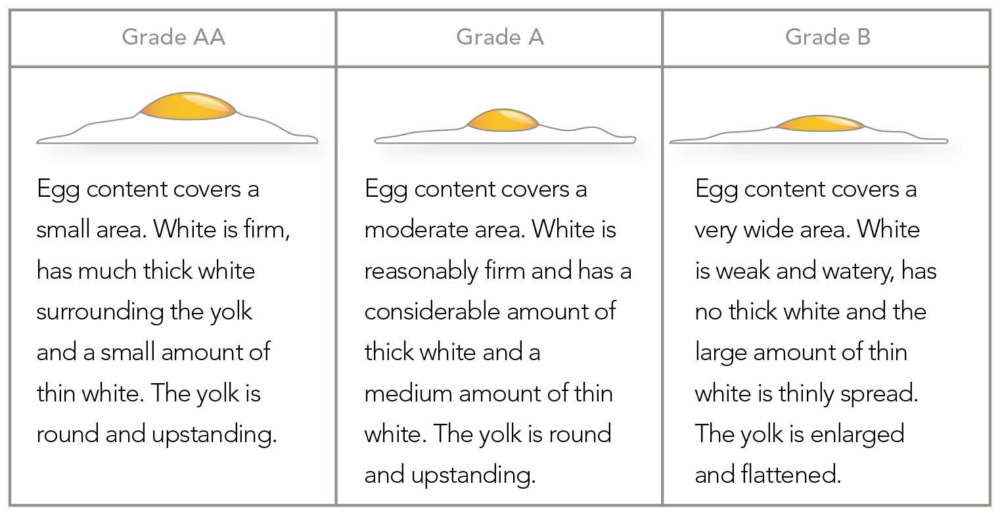 Grade AA
Egg content covers a
small area. White is firm,
has much thick white
surrounding the yolk
and a small amount of
thin white. The yolk is
round and upstanding.
Grade A
Egg content covers a
moderate area. White is
reasonably firm and has a
considerable amount of
thick white and a
medium amount of thin
white. The yolk is round
and upstanding.
Grade B
Egg content covers a
very wide area. White
is weak and watery, has
no thick white and the
large amount of thin
white is thinly spread.
The yolk is enlarged
and flattened.